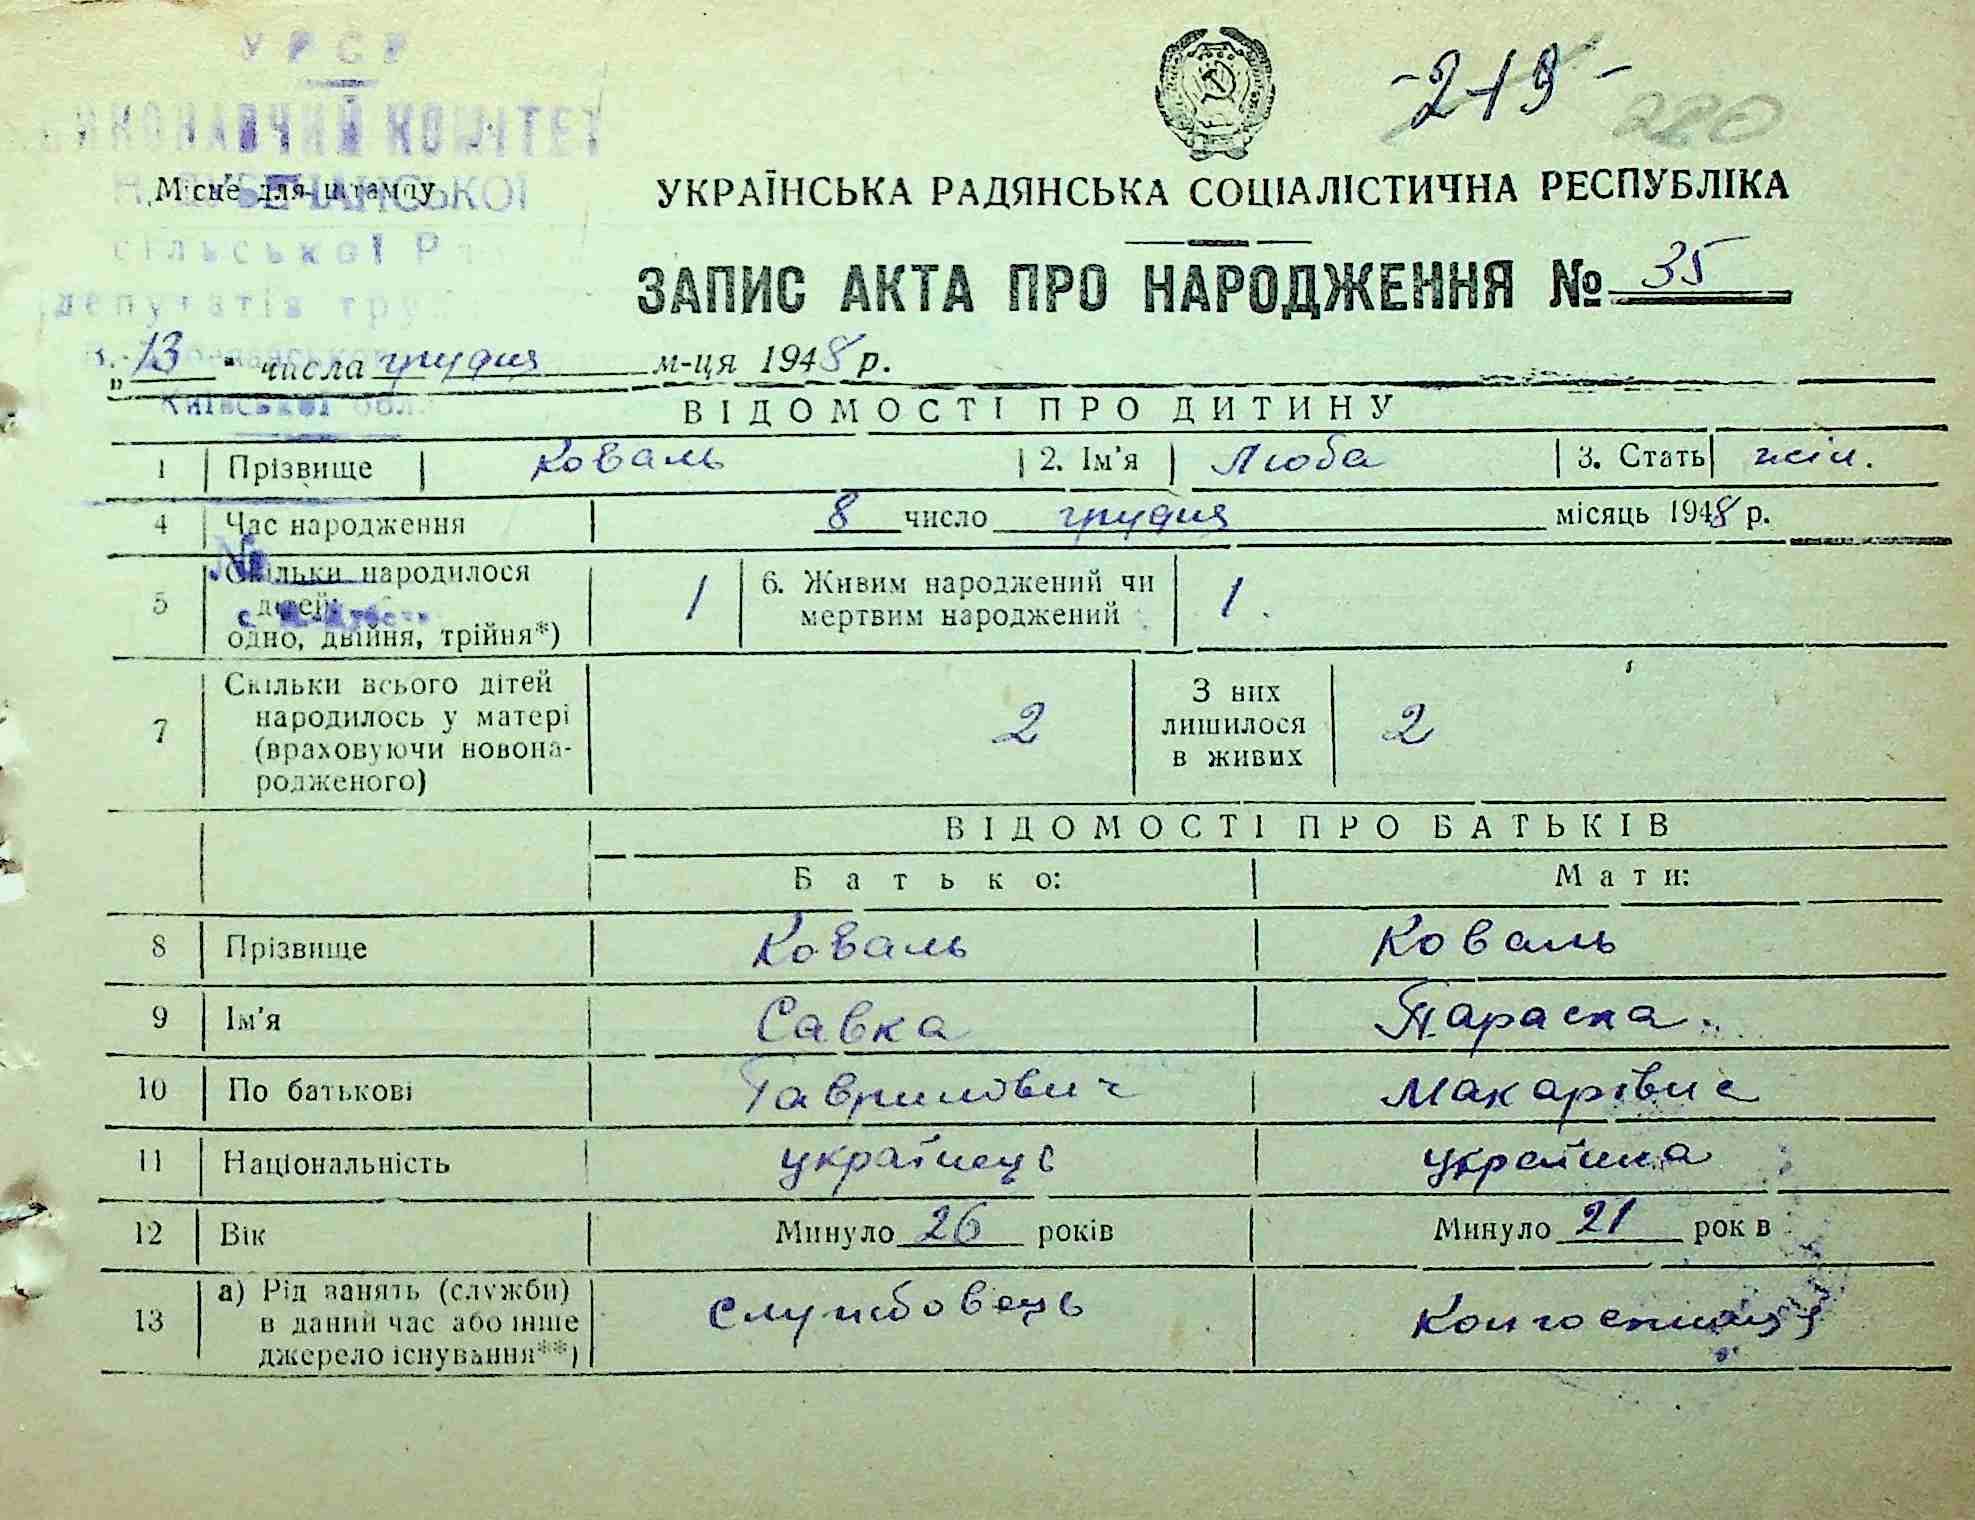 УРСР
ВИКОНАВЧИЙ КОМІТЕТ
-219-
220
Місце для штампу
УКРАЇНСЬКА РАДЯНСЬКА СОЦІАЛІСТИЧНА РЕСПУБЛІКА
сільської
ЗАПИС АКТА ПРО НАРОДЖЕННЯ № 35
депутатів
„13" числа грудня м-ця 1948 р.
Київської обл.
ВІДОМОСТІ ПРО ДИТИНУ
1 Прізвище Коваль 2. Ім'я Люба 3. Стать жін.
4 Час народження 8 число грудня місяць 1948 р.
№
5 Скільки народилося дітей: одно, двійня, трійня*) 1 6. Живим народжений чи мертвим народжений 1.
7 Скільки всього дітей народилось у матері (враховуючи новонародженого) 2 З них лишилося в живих 2
ВІДОМОСТІ ПРО БАТЬКІВ
Батько: Мати:
8 Прізвище Коваль Коваль
9 Ім'я Савка Параска
10 По батькові Гаврилович Макарівна
11 Національність українець українка
12 Вік Минуло 26 років Минуло 21 рок в
13 а) Рід занять (служби) в даний час або інше джерело існування**) службовець